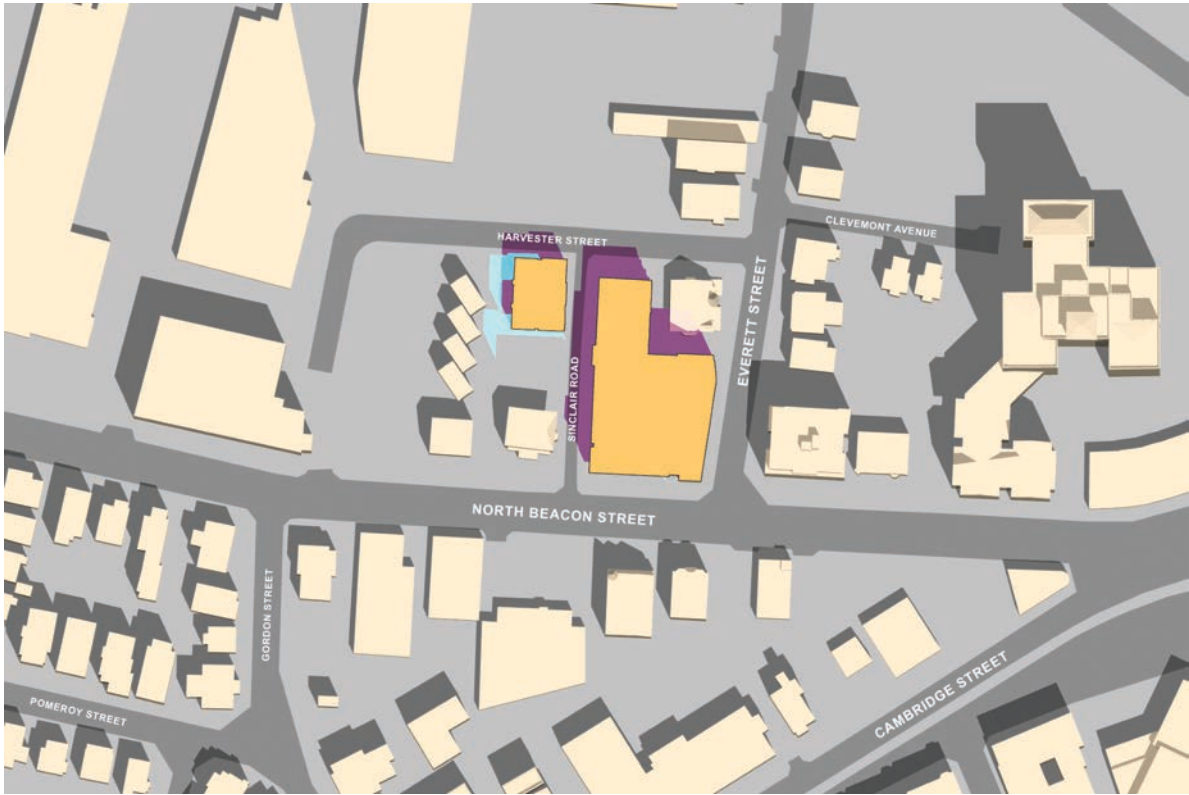 CLEVEMONT AVENUE
HARVESTER STREET
EVERETT STREET
SINCLAIR ROAD
NORTH BEACON STREET
GORDON STREET
CAMBRIDGE STREET
POMEROY STREET